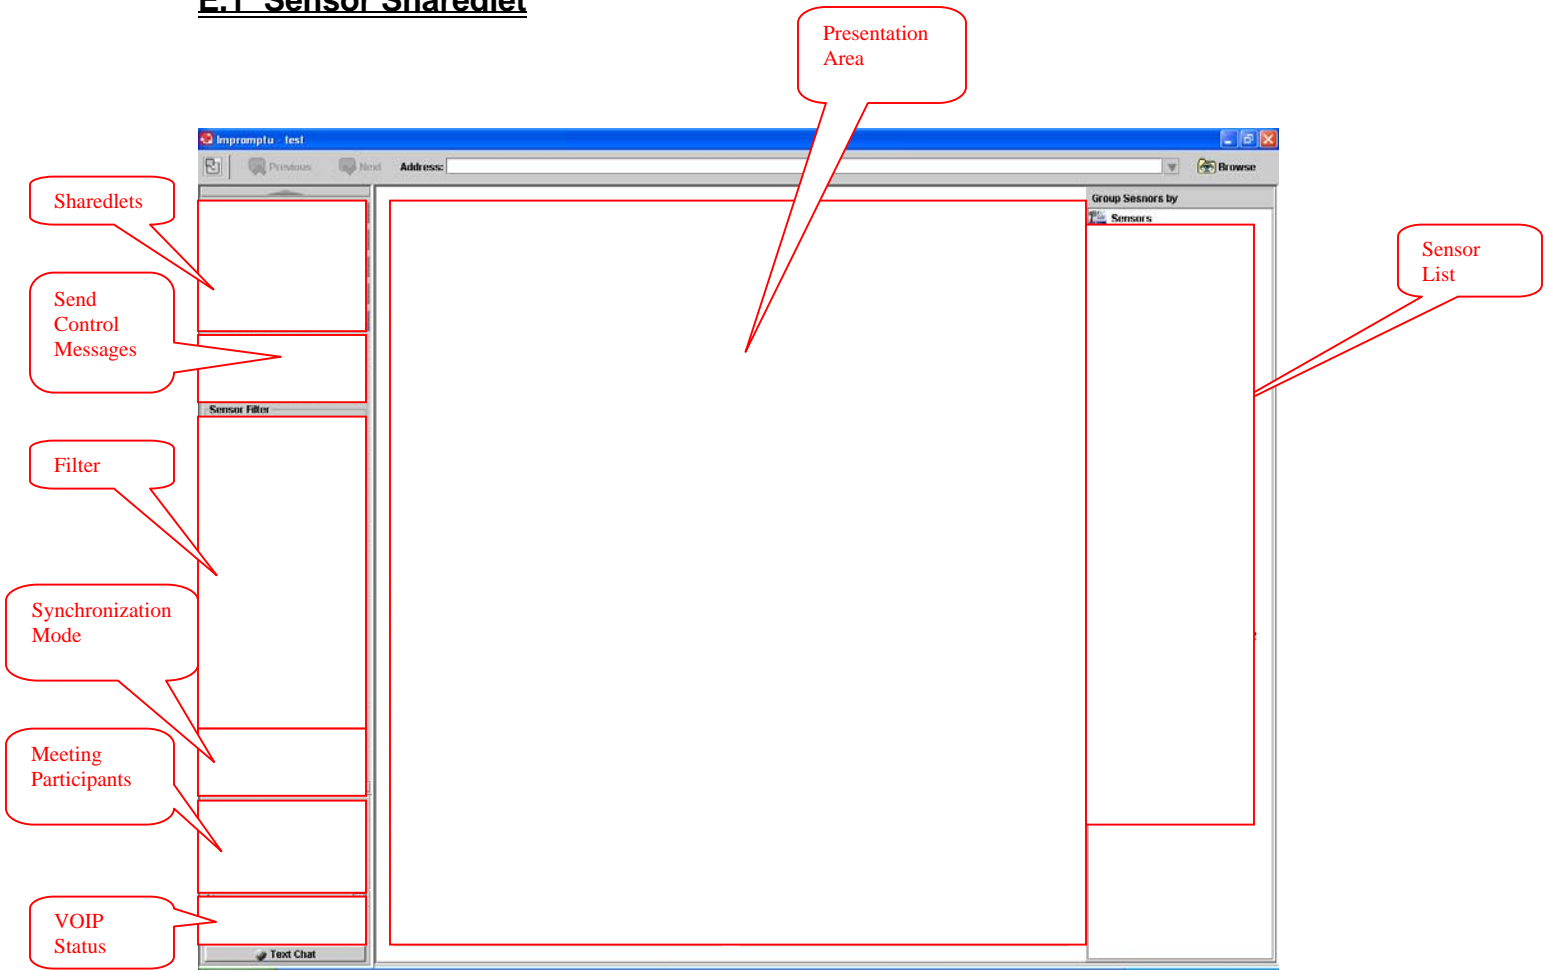 E.1 Sensor Sharedlet
Presentation
Area
Impromptu - test
Previous
Next
Address:
Browse
Sharedlets
Group Sesnors by
Sensors
Sensor
List
Send
Control
Messages
Sensor Filter
Filter
Synchronization
Mode
Meeting
Participants
VOIP
Status
Text Chat